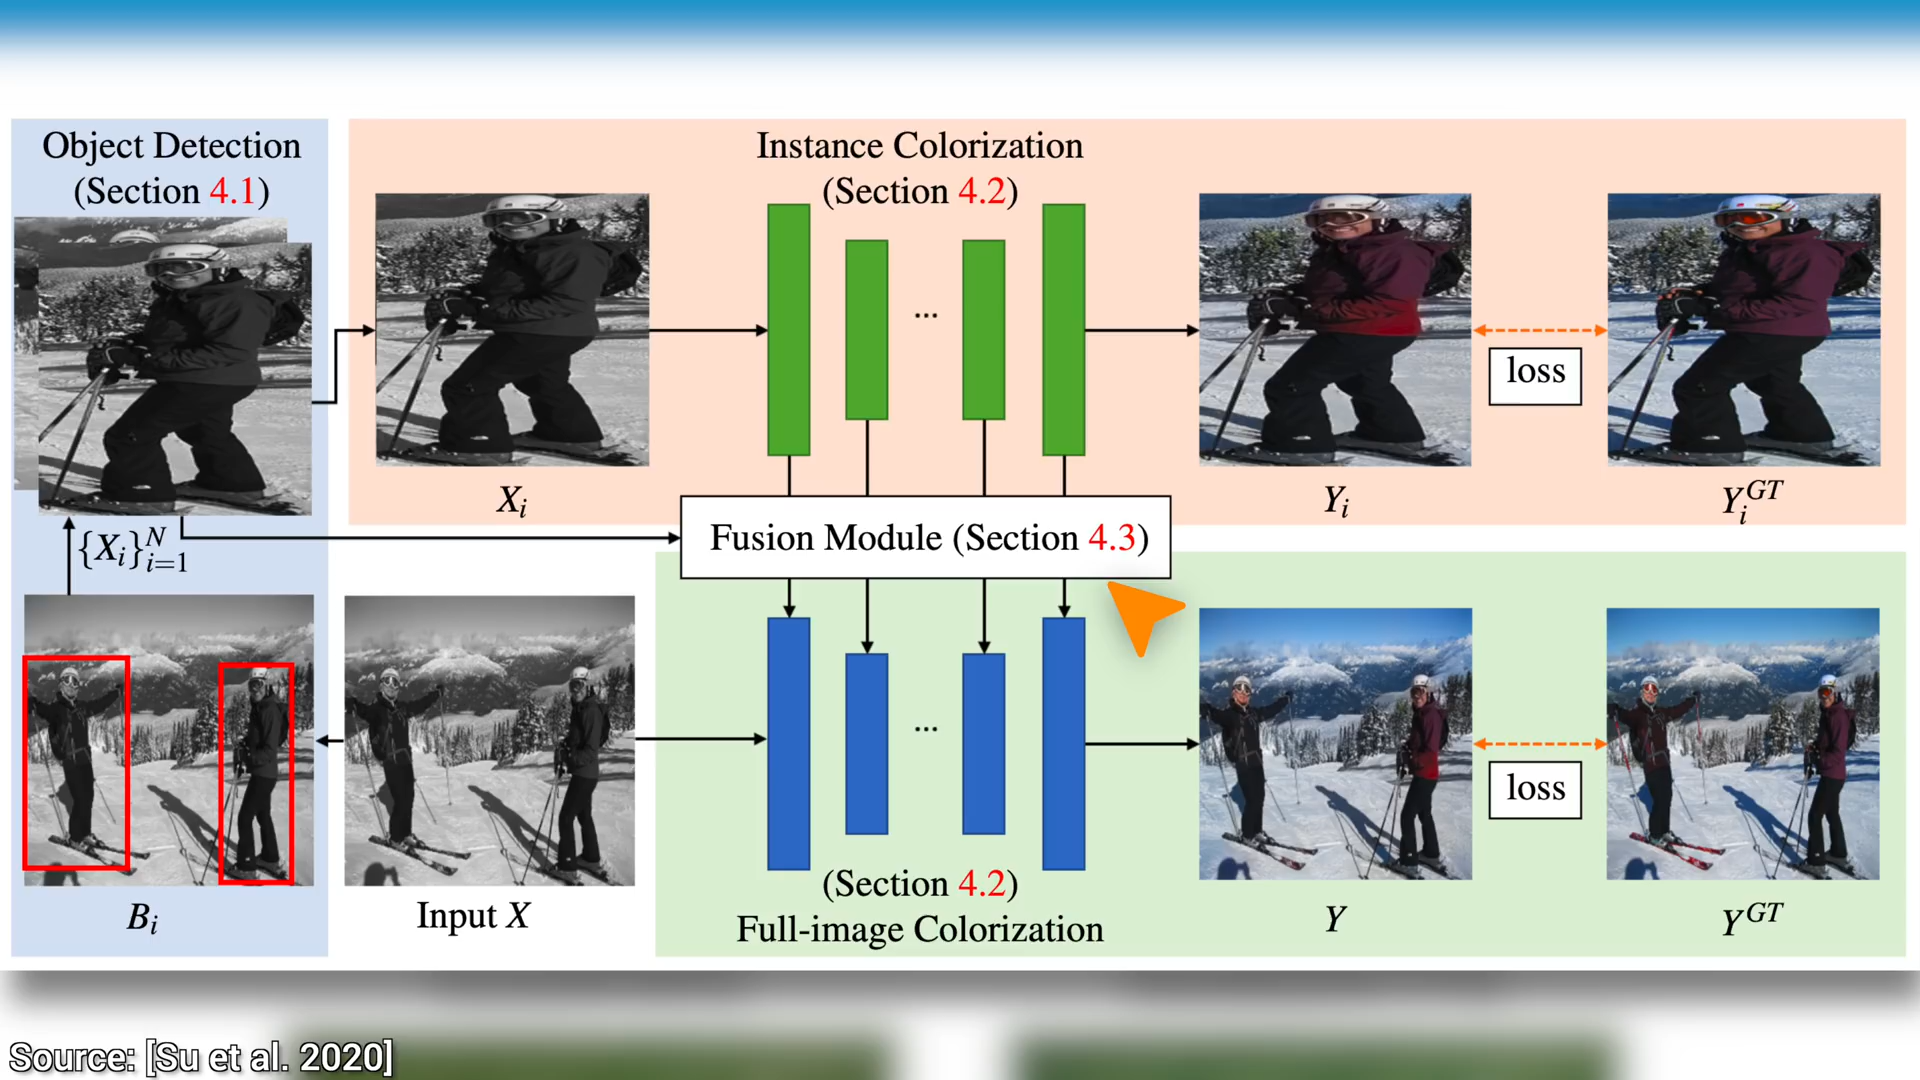 Object Detection
(Section 4.1)
Instance Colorization
(Section 4.2)
X_i
Y_i
loss
Y_i^{GT}
{X_i}_{i=1}^N
Fusion Module (Section 4.3)
B_i
Input X
(Section 4.2)
Full-image Colorization
...
...
Y
loss
Y^{GT}
Source: [Su et al. 2020]